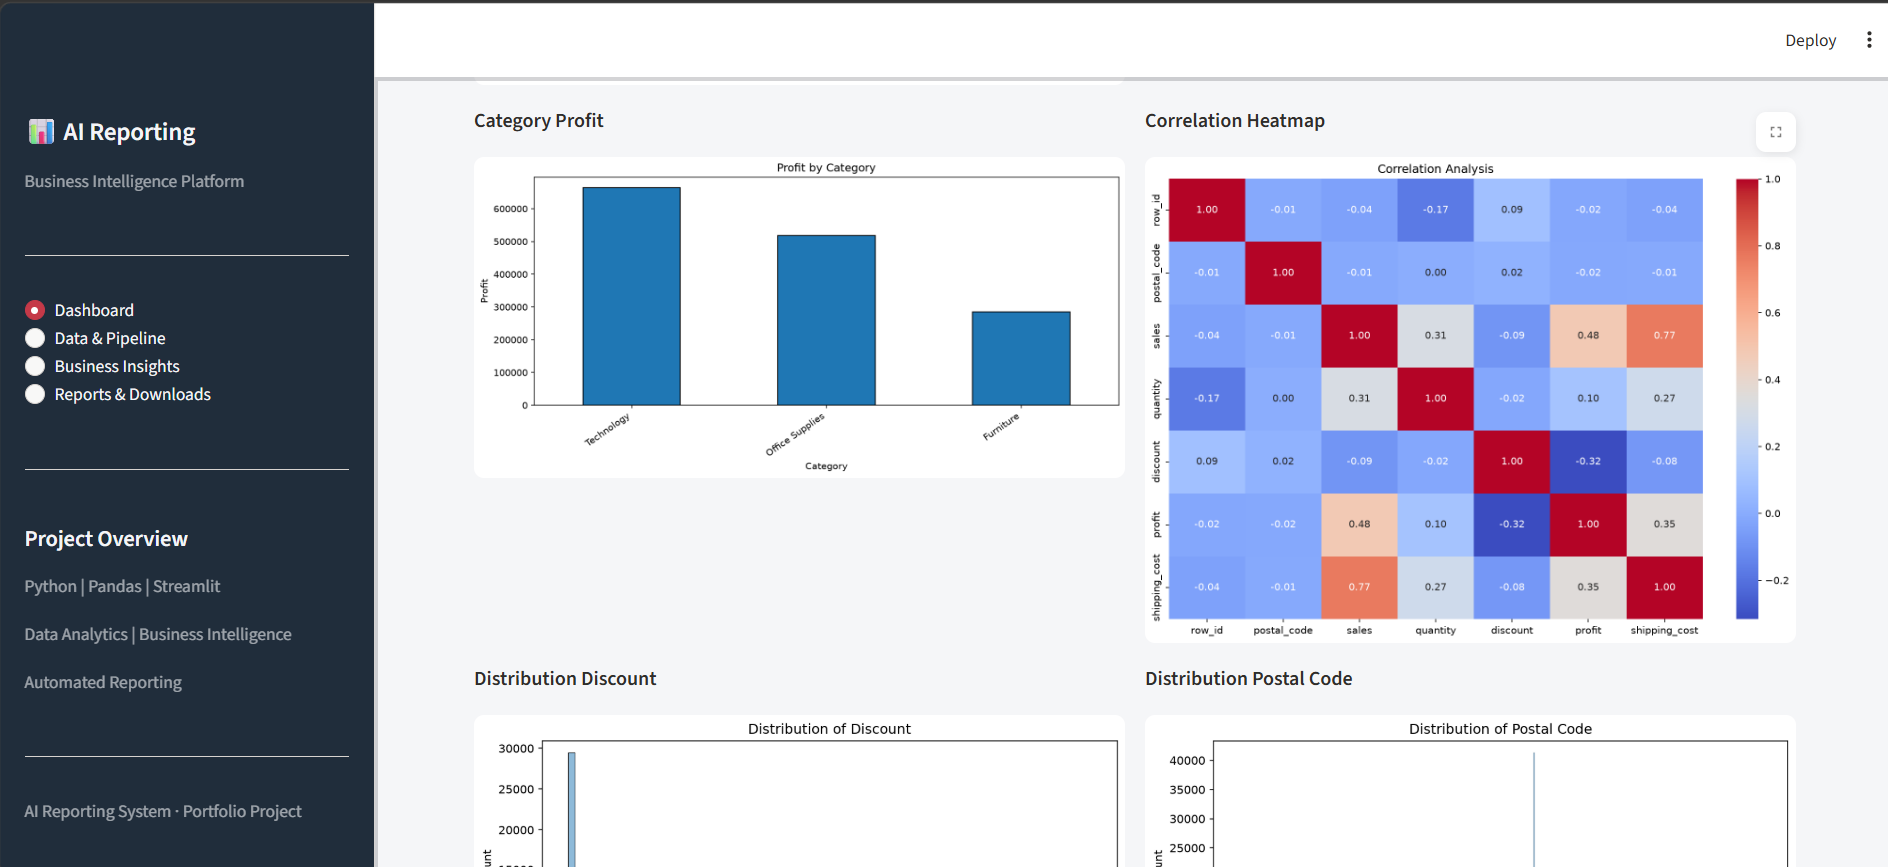 Deploy
AI Reporting
Business Intelligence Platform
Dashboard
Data & Pipeline
Business Insights
Reports & Downloads
Project Overview
Python | Pandas | Streamlit
Data Analytics | Business Intelligence
Automated Reporting
AI Reporting System · Portfolio Project
Category Profit
Profit by Category
600000
500000
400000
300000
200000
100000
0
Profit
Technology
Office Supplies
Furniture
Category
Correlation Heatmap
Correlation Analysis
row_id 1.00 -0.01 -0.04 -0.17 0.09 -0.02 -0.04
postal_code -0.01 1.00 -0.01 0.00 0.02 -0.02 -0.01
sales -0.04 -0.01 1.00 0.31 -0.09 0.48 0.77
quantity -0.17 0.00 0.31 1.00 -0.02 0.10 0.27
discount 0.09 0.02 -0.09 -0.02 1.00 -0.32 -0.08
profit -0.02 -0.02 0.48 0.10 -0.32 1.00 0.35
shipping_cost -0.04 -0.01 0.77 0.27 -0.08 0.35 1.00
row_id postal_code sales quantity discount profit shipping_cost
1.0
0.8
0.6
0.4
0.2
0.0
−0.2
Distribution Discount
Distribution of Discount
30000
25000
20000
Distribution Postal Code
Distribution of Postal Code
40000
35000
30000
25000